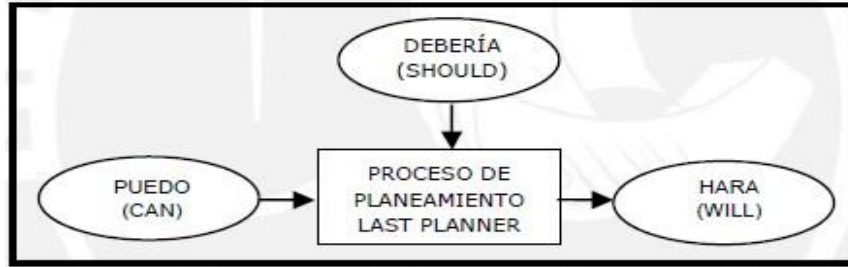 DEBERÍA
(SHOULD)
PROCESO DE
PLANEAMIENTO
LAST PLANNER
PUEDO
(CAN)
HARA
(WILL)